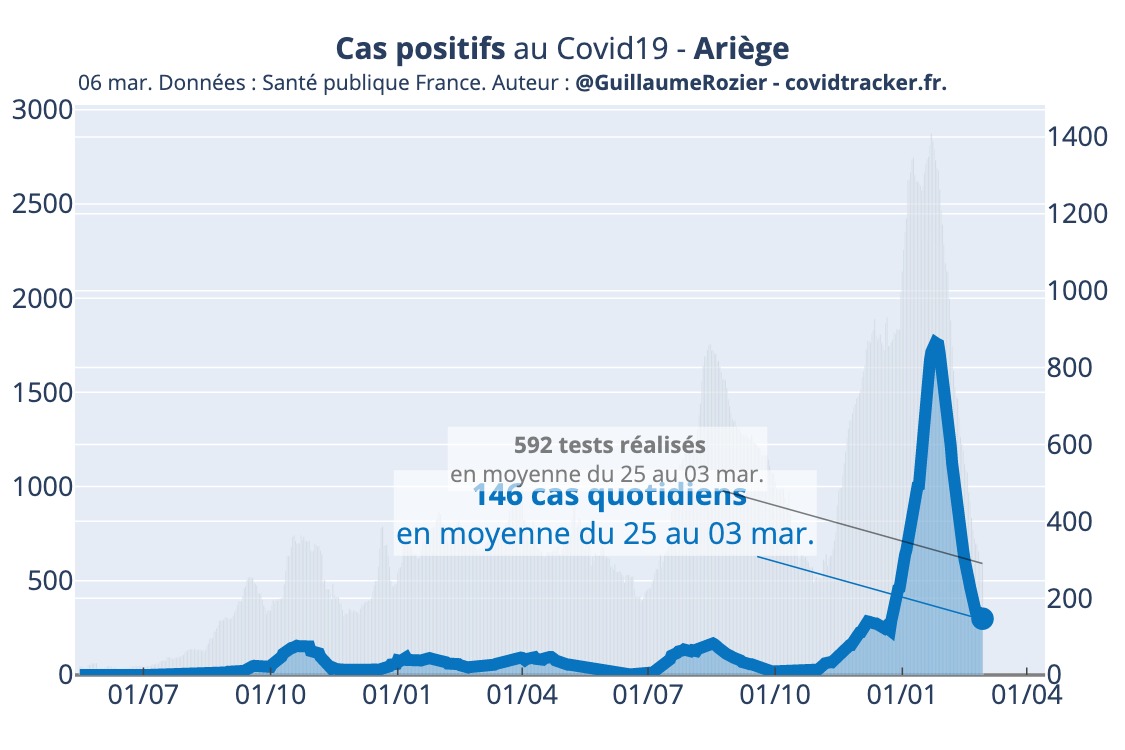 Cas positifs au Covid19 - Ariège
06 mar. Données : Santé publique France. Auteur : @GuillaumeRozier - covidtracker.fr.
3000
2500
2000
1500
1000
500
0
1400
1200
1000
800
600
400
200
0
592 tests réalisés
en moyenne du 25 au 03 mar.
146 cas quotidiens
en moyenne du 25 au 03 mar.
01/07 01/10 01/01 01/04 01/07 01/10 01/01 01/04